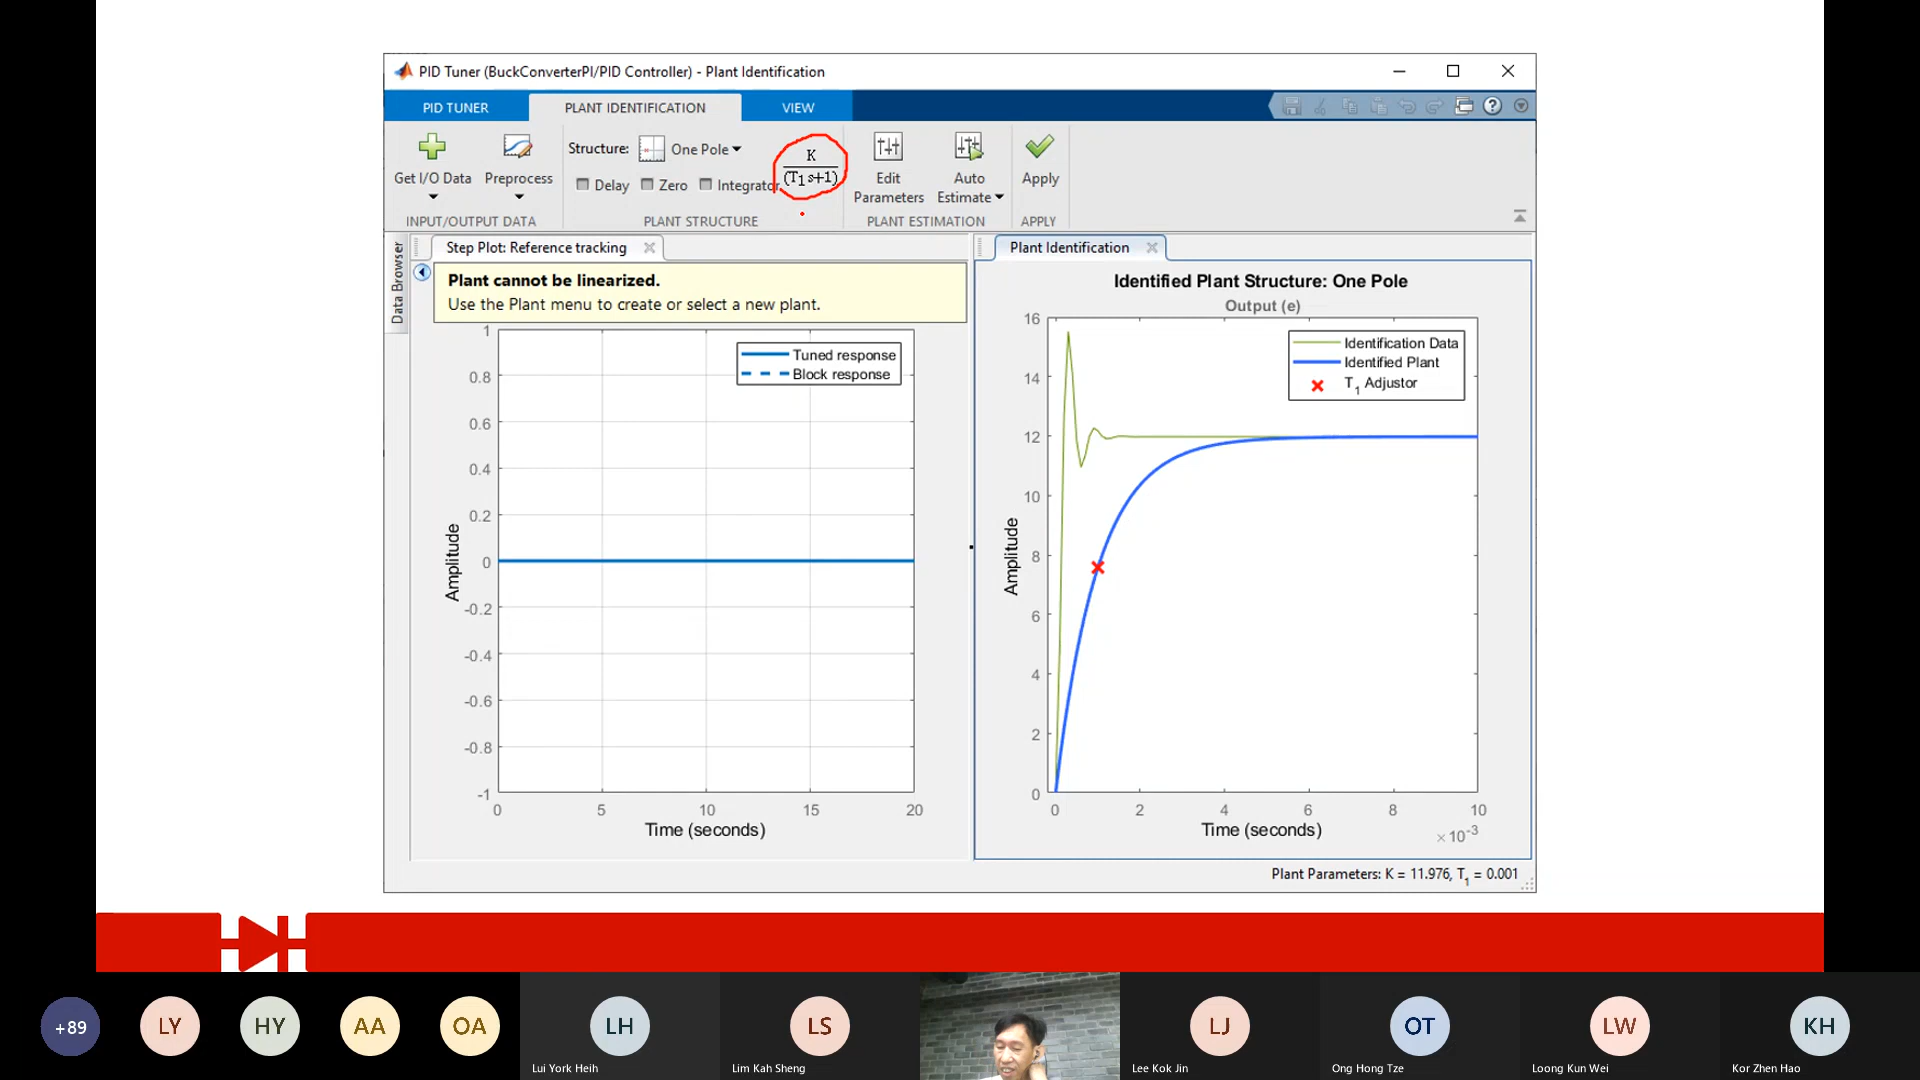 PID Tuner (BuckConverterPI/PID Controller) - Plant Identification
PID TUNER
PLANT IDENTIFICATION
VIEW
Get I/O Data
Preprocess
INPUT/OUTPUT DATA
Structure:
One Pole
Delay
Zero
Integrator
K
(T1 s+1)
PLANT STRUCTURE
Edit
Parameters
Auto
Estimate
PLANT ESTIMATION
Apply
APPLY
Data Browser
Step Plot: Reference tracking
Plant cannot be linearized.
Use the Plant menu to create or select a new plant.
Tuned response
Block response
1
0.8
0.6
0.4
0.2
0
-0.2
-0.4
-0.6
-0.8
-1
Amplitude
0 5 10 15 20
Time (seconds)
Plant Identification
Identified Plant Structure: One Pole
Output (e)
Identification Data
Identified Plant
T1 Adjustor
16
14
12
10
8
6
4
2
0
Amplitude
0 2 4 6 8 10
Time (seconds)
×10-3
Plant Parameters: K = 11.976, T1 = 0.001
+89
LY
HY
AA
OA
LH
Lui York Heih
LS
Lim Kah Sheng
LJ
Lee Kok Jin
OT
Ong Hong Tze
LW
Loong Kun Wei
KH
Kor Zhen Hao